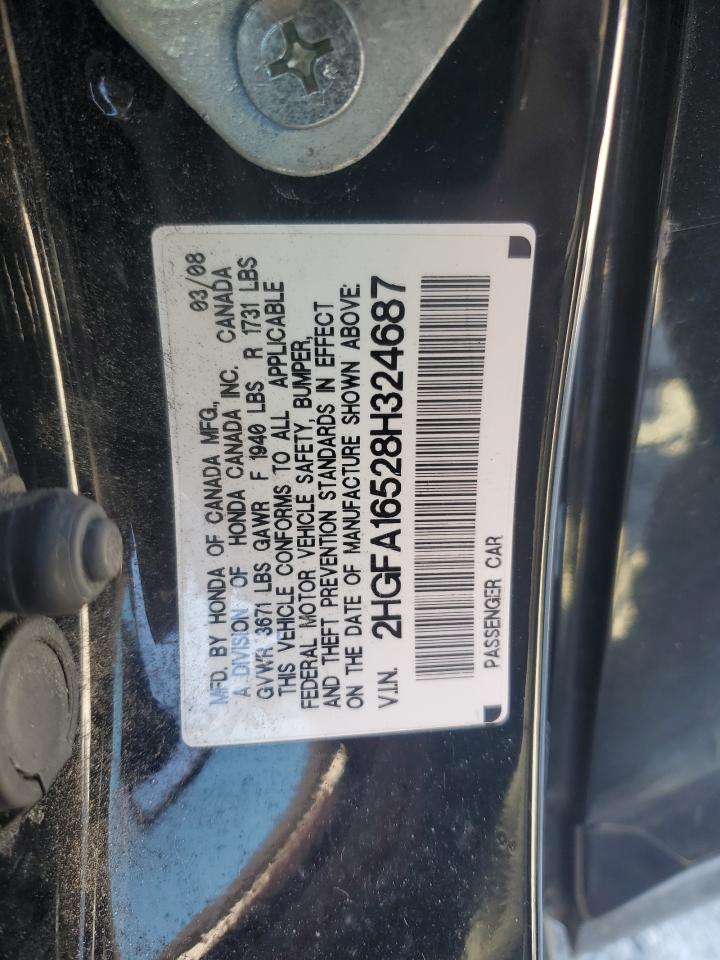 MFD. BY HONDA OF CANADA MFG, 03/08
A DIVISION OF HONDA CANADA INC. CANADA
GVWR 3671 LBS GAWR F 1940 LBS R 1731 LBS
THIS VEHICLE CONFORMS TO ALL APPLICABLE
FEDERAL MOTOR VEHICLE SAFETY, BUMPER,
AND THEFT PREVENTION STANDARDS IN EFFECT
ON THE DATE OF MANUFACTURE SHOWN ABOVE:
V.I.N. 2HGFA16528H324687
PASSENGER CAR